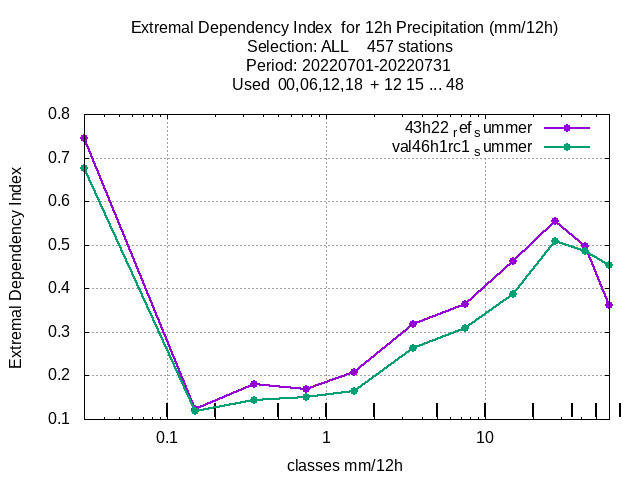 Extremal Dependency Index  for 12h Precipitation (mm/12h)
Selection: ALL    457 stations
Period: 20220701-20220731
Used  00,06,12,18  + 12 15 ... 48
43h22 ref summer
val46h1rc1 summer
0.8
0.7
0.6
0.5
0.4
0.3
0.2
0.1
Extremal Dependency Index
0.1 1 10
classes mm/12h